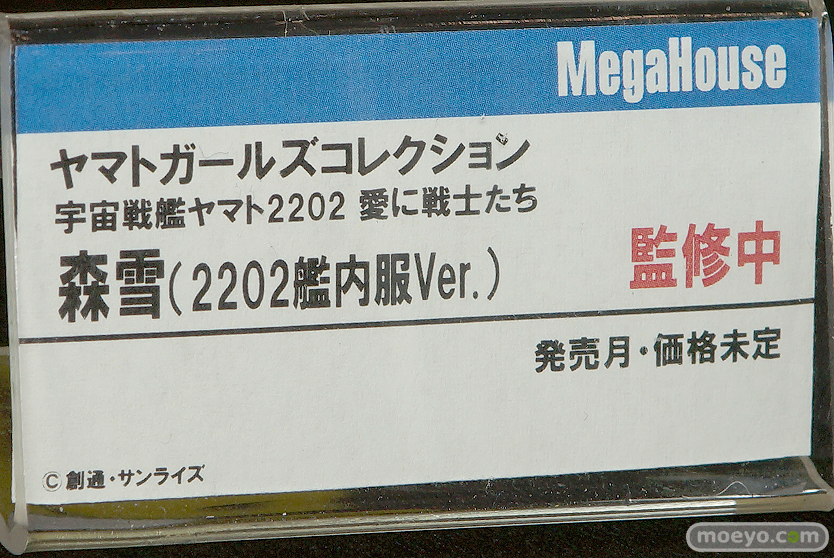 MegaHouse
ヤマトガールズコレクション
宇宙戦艦ヤマト2202 愛に戦士たち
森雪(2202艦内服Ver.)
監修中
発売月・価格未定
© 創通・サンライズ
moeyo.com